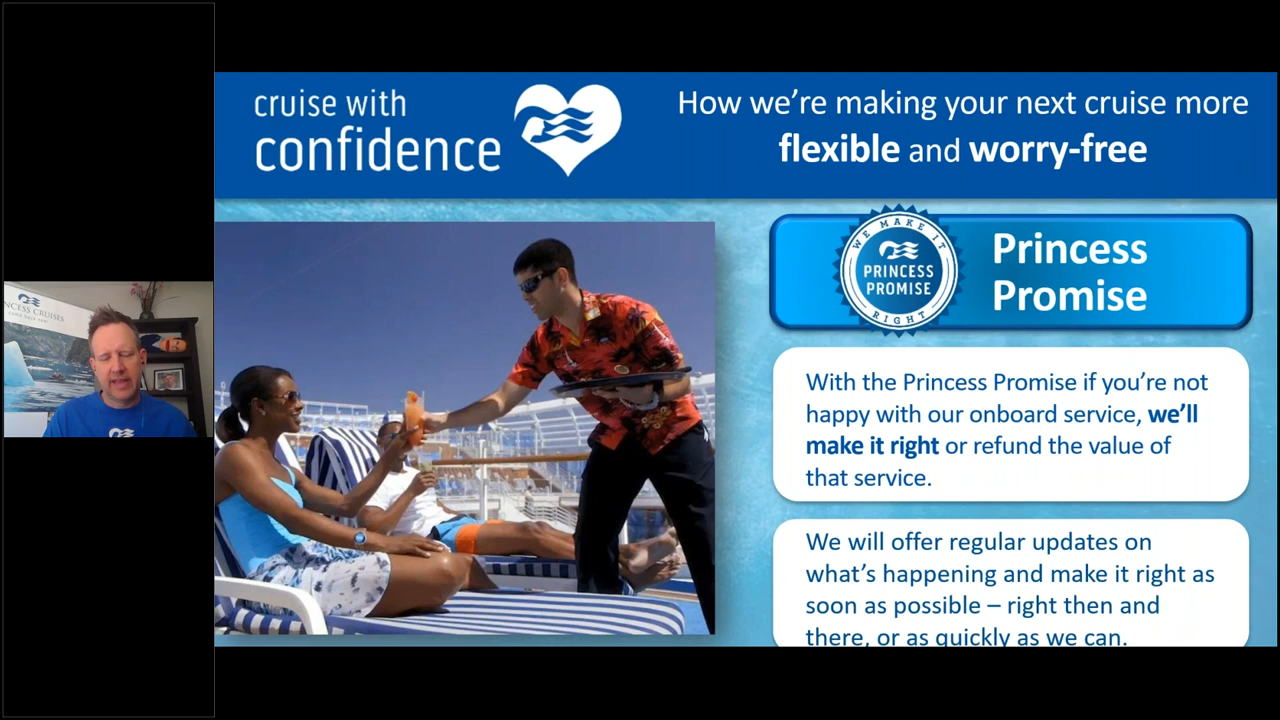 cruise with
confidence
How we're making your next cruise more
flexible and worry-free
WE MAKE IT
PRINCESS
PROMISE
RIGHT
Princess
Promise
With the Princess Promise if you're not
happy with our onboard service, we'll
make it right or refund the value of
that service.
We will offer regular updates on
what's happening and make it right as
soon as possible – right then and
there, or as quickly as we can.
CRUISES